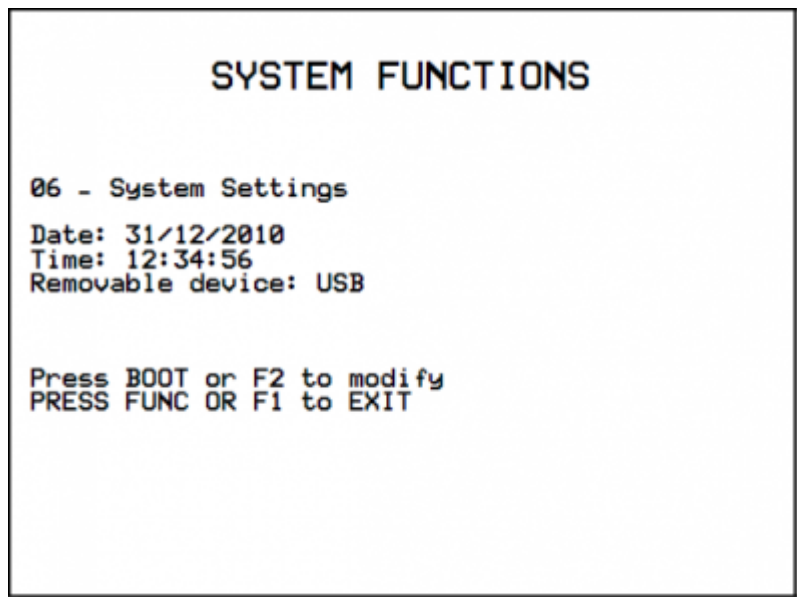 SYSTEM FUNCTIONS
06 - System Settings
Date: 31/12/2010
Time: 12:34:56
Removable device: USB
Press BOOT or F2 to modify
PRESS FUNC OR F1 to EXIT